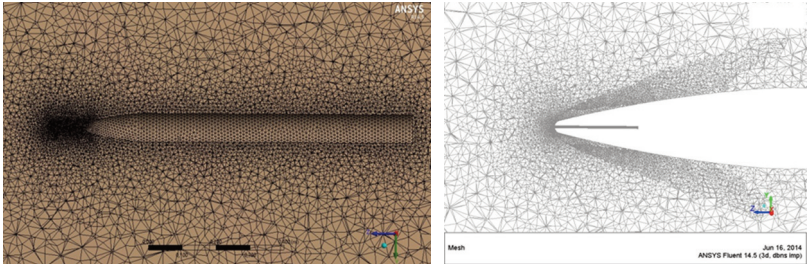 ANSYS
Mesh
Jun 16, 2014
ANSYS Fluent 14.5 (3d, dbns imp)